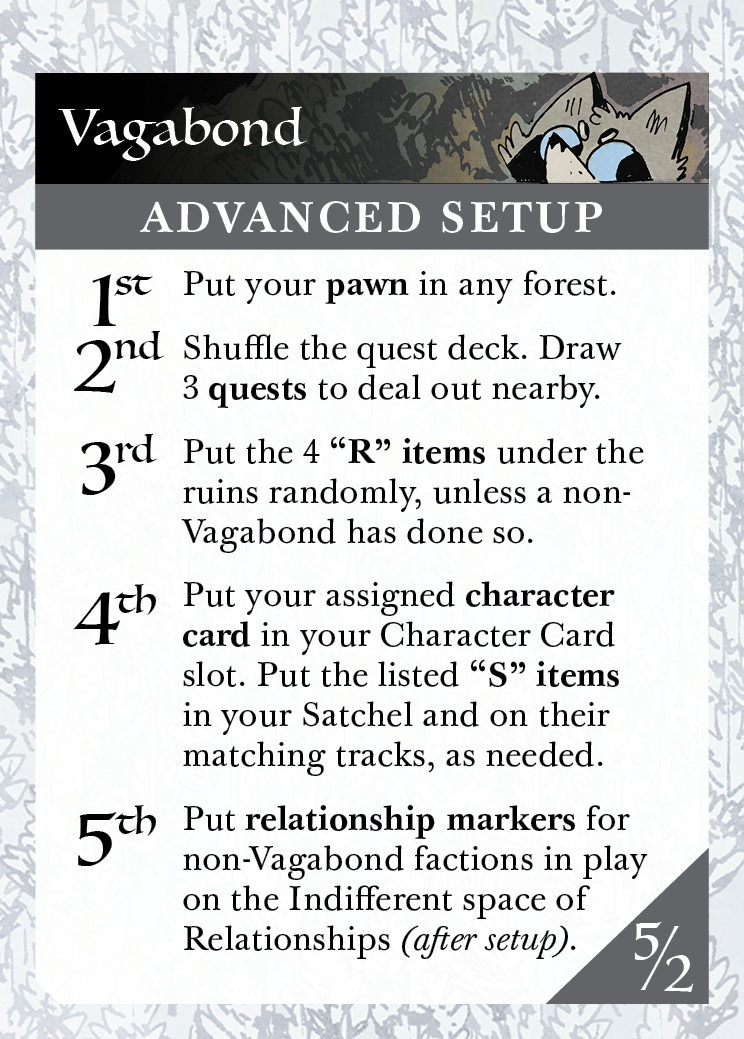 Vagabond
ADVANCED SETUP
1st Put your pawn in any forest.
2nd Shuffle the quest deck. Draw
3 quests to deal out nearby.
3rd Put the 4 “R” items under the
ruins randomly, unless a non-
Vagabond has done so.
4th Put your assigned character
card in your Character Card
slot. Put the listed “S” items
in your Satchel and on their
matching tracks, as needed.
5th Put relationship markers for
non-Vagabond factions in play
on the Indifferent space of
Relationships (after setup).
5/2